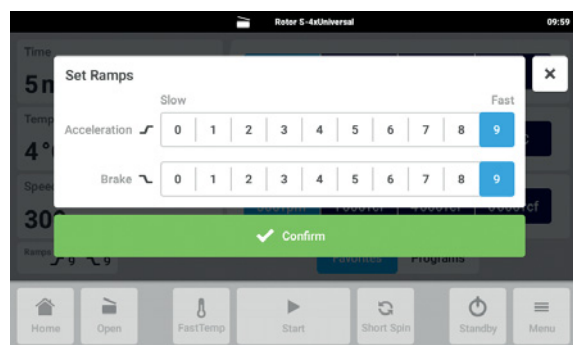 Rotor S-4xUniversal 09:59
Time
Set Ramps
5
Slow Fast
Temp
Acceleration 0 1 2 3 4 5 6 7 8 9
4°
Brake 0 1 2 3 4 5 6 7 8 9
Speed
30
Confirm
Ramps 9 9 Favorites Programs
Home Open FastTemp Start Short Spin Standby Menu